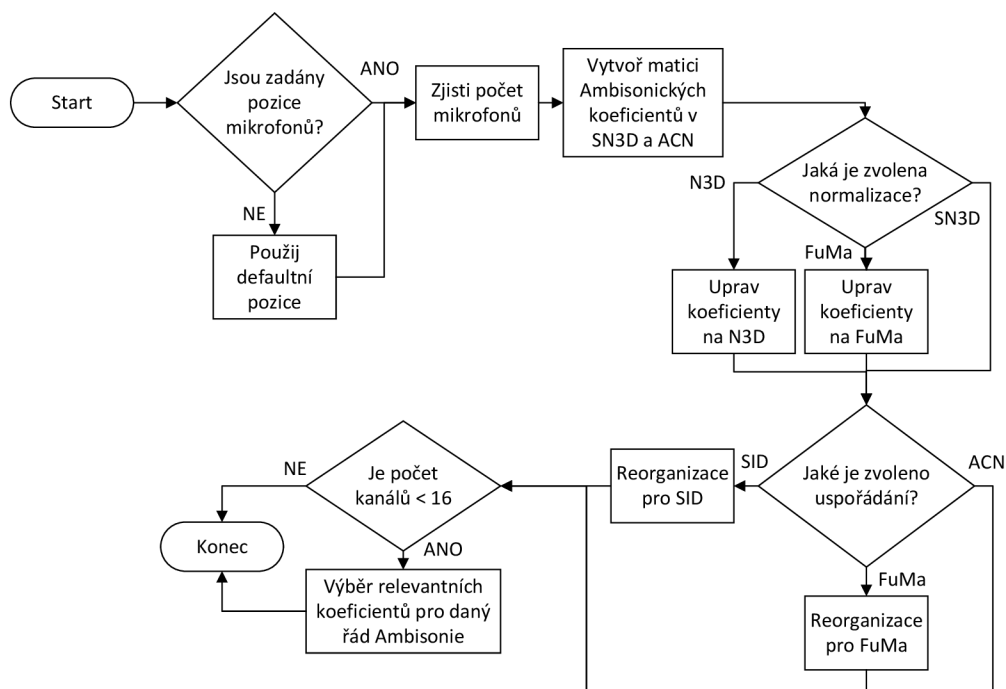 Start
Jsou zadány
pozice
mikrofonů?
ANO
NE
Použij
defaultní
pozice
Zjisti počet
mikrofonů
Vytvoř matici
Ambisonických
koeficientů v
SN3D a ACN
Jaká je zvolena
normalizace?
N3D
SN3D
FuMa
Uprav
koeficienty
na N3D
Uprav
koeficienty
na FuMa
Jaké je zvoleno
uspořádání?
SID
ACN
FuMa
Reorganizace
pro SID
Reorganizace
pro FuMa
Je počet
kanálů < 16
NE
ANO
Výběr relevantních
koeficientů pro daný
řád Ambisonie
Konec